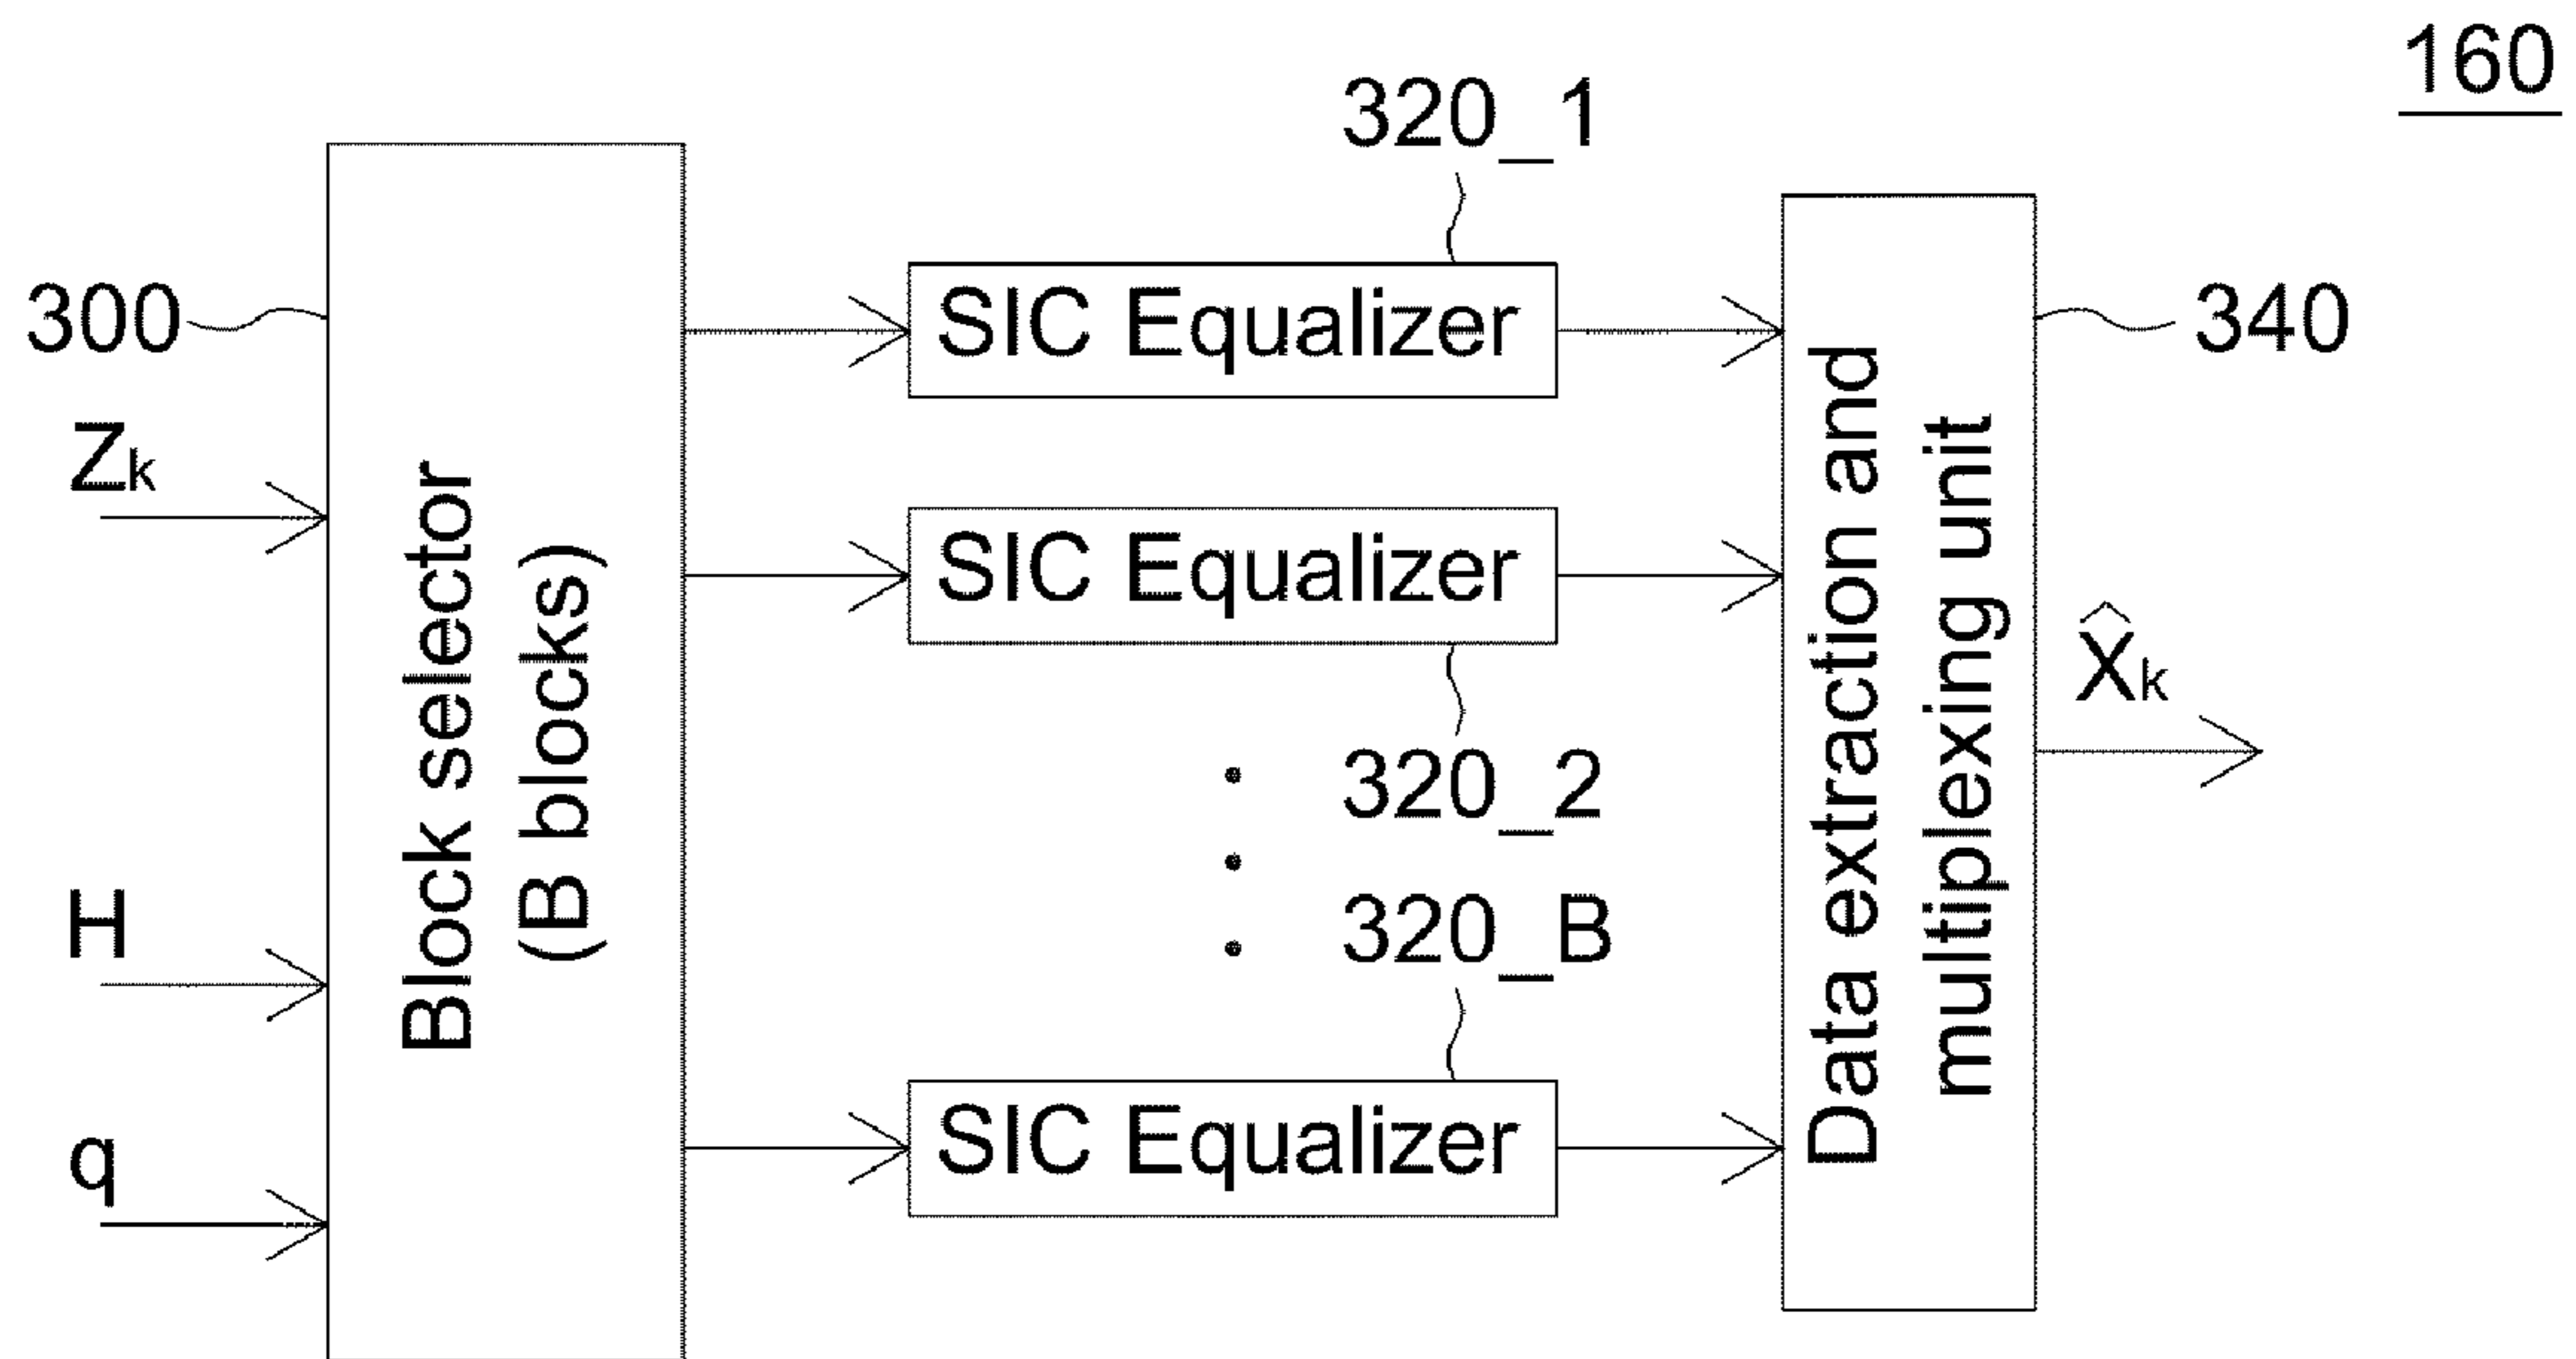 160
320_1
300
SIC Equalizer
340
Zk
Block selector
(B blocks)
SIC Equalizer
Data extraction and
multiplexing unit
X̂k
320_2
H
320_B
q
SIC Equalizer